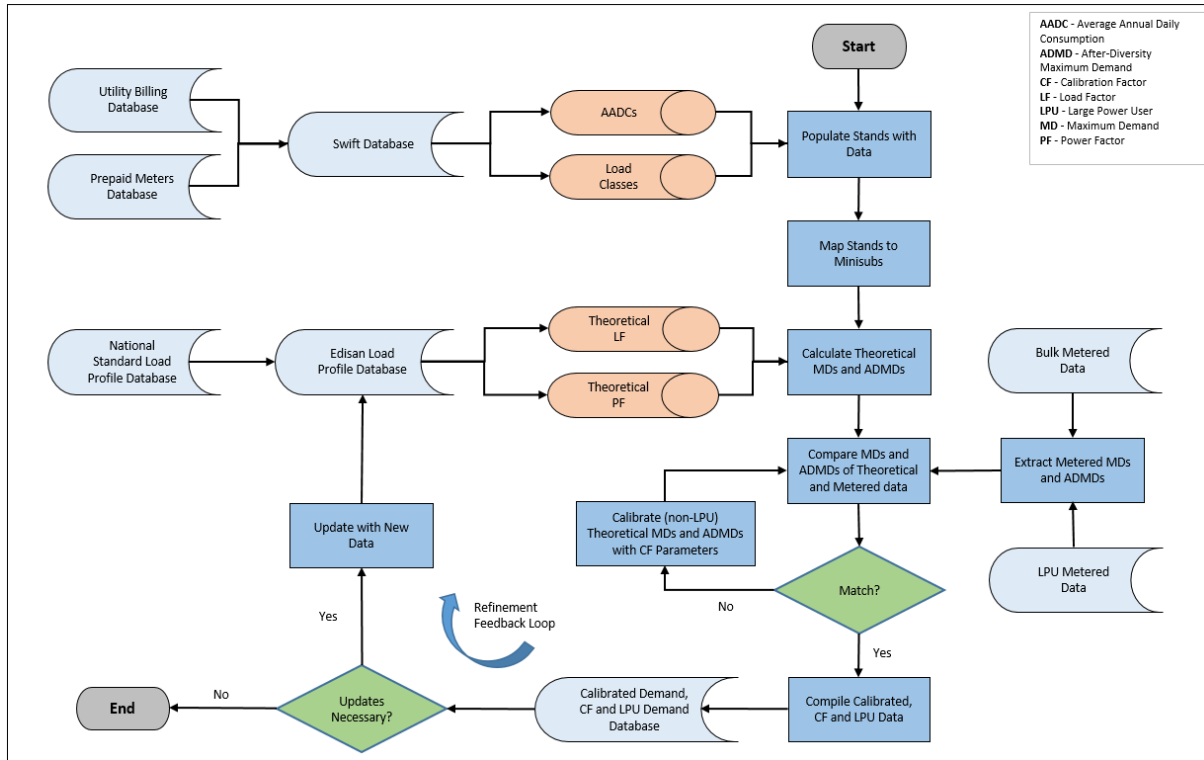 AADC - Average Annual Daily
Consumption
ADMD - After-Diversity
Maximum Demand
CF - Calibration Factor
LF - Load Factor
LPU - Large Power User
MD - Maximum Demand
PF - Power Factor
Start
Utility Billing
Database
Prepaid Meters
Database
Swift Database
AADCs
Load
Classes
Populate Stands with
Data
Map Stands to
Minisubs
National
Standard Load
Profile Database
Edisan Load
Profile Database
Theoretical
LF
Theoretical
PF
Calculate Theoretical
MDs and ADMDs
Bulk Metered
Data
Compare MDs and
ADMDs of Theoretical
and Metered data
Extract Metered MDs
and ADMDs
Update with New
Data
Calibrate (non-LPU)
Theoretical MDs and ADMDs
with CF Parameters
LPU Metered
Data
Match?
No
Yes
Refinement
Feedback Loop
Yes
End
No
Updates
Necessary?
Calibrated Demand,
CF and LPU Demand
Database
Compile Calibrated,
CF and LPU Data